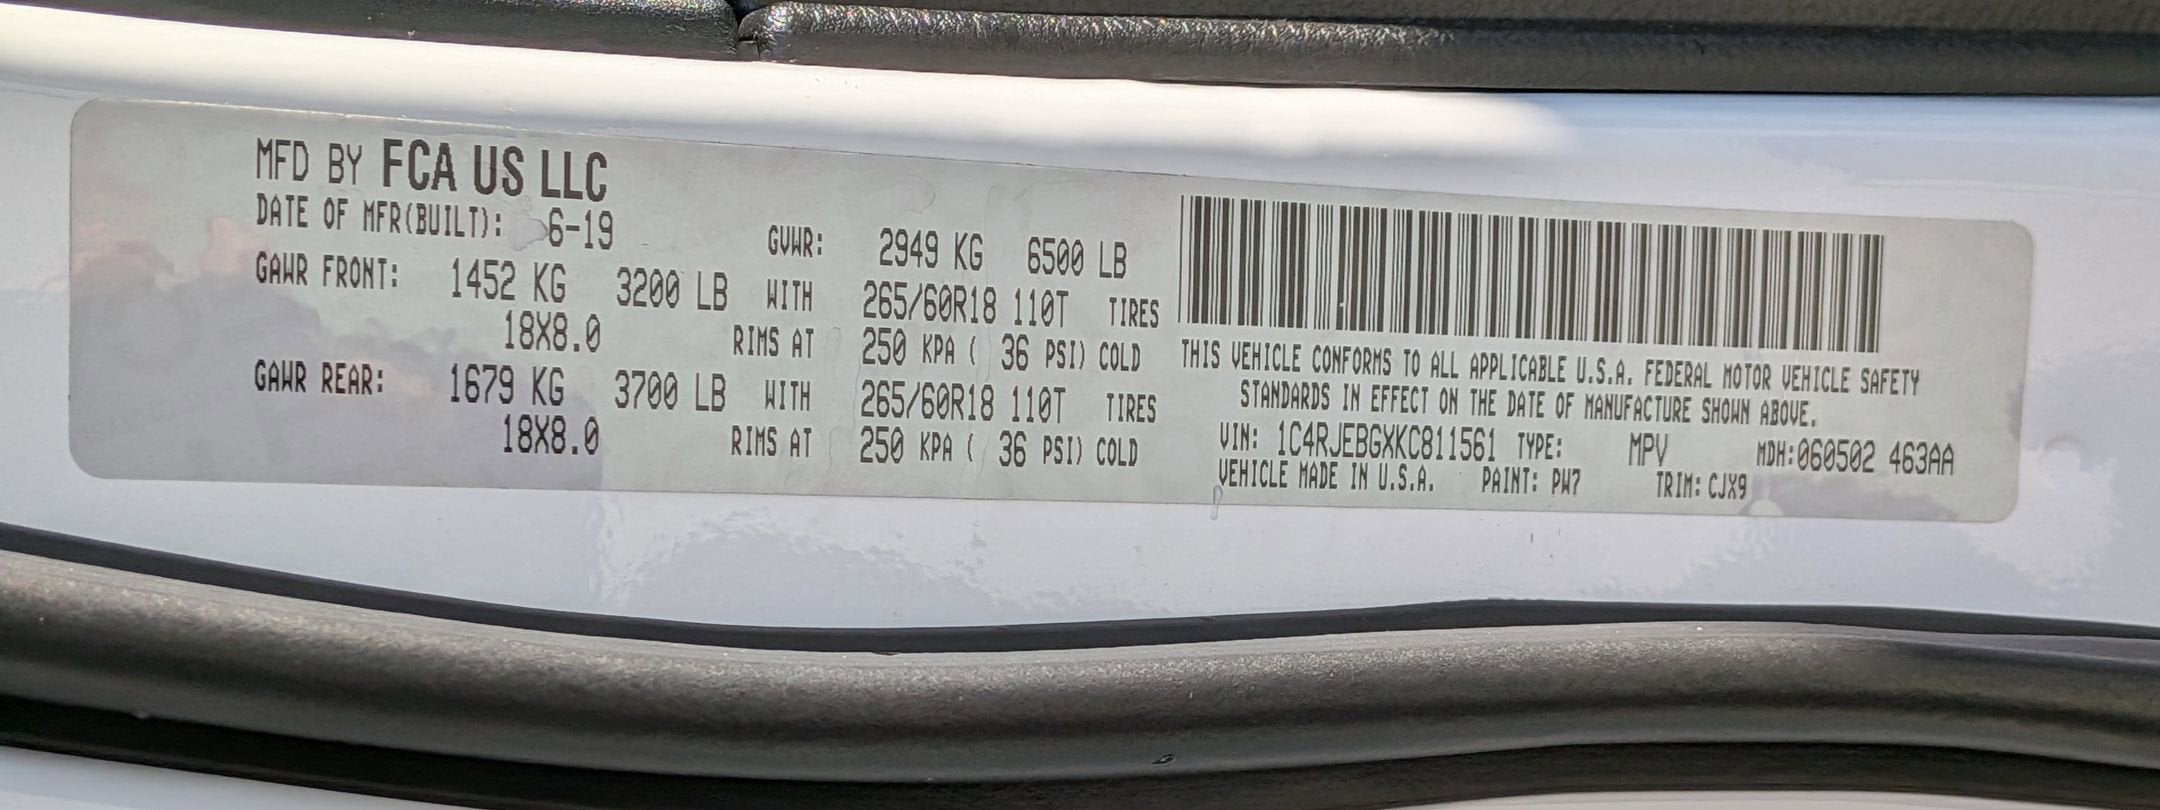 MFD BY FCA US LLC
DATE OF MFR(BUILT): 6-19
GVWR: 2949 KG 6500 LB
GAWR FRONT: 1452 KG 3200 LB WITH 265/60R18 110T TIRES
18X8.0 RIMS AT 250 KPA ( 36 PSI) COLD
GAWR REAR: 1679 KG 3700 LB WITH 265/60R18 110T TIRES
18X8.0 RIMS AT 250 KPA ( 36 PSI) COLD
THIS VEHICLE CONFORMS TO ALL APPLICABLE U.S.A. FEDERAL MOTOR VEHICLE SAFETY
STANDARDS IN EFFECT ON THE DATE OF MANUFACTURE SHOWN ABOVE.
VIN: 1C4RJEBGXKC811561 TYPE: MPV MDH:060502 463AA
VEHICLE MADE IN U.S.A. PAINT: PW7 TRIM: CJX9